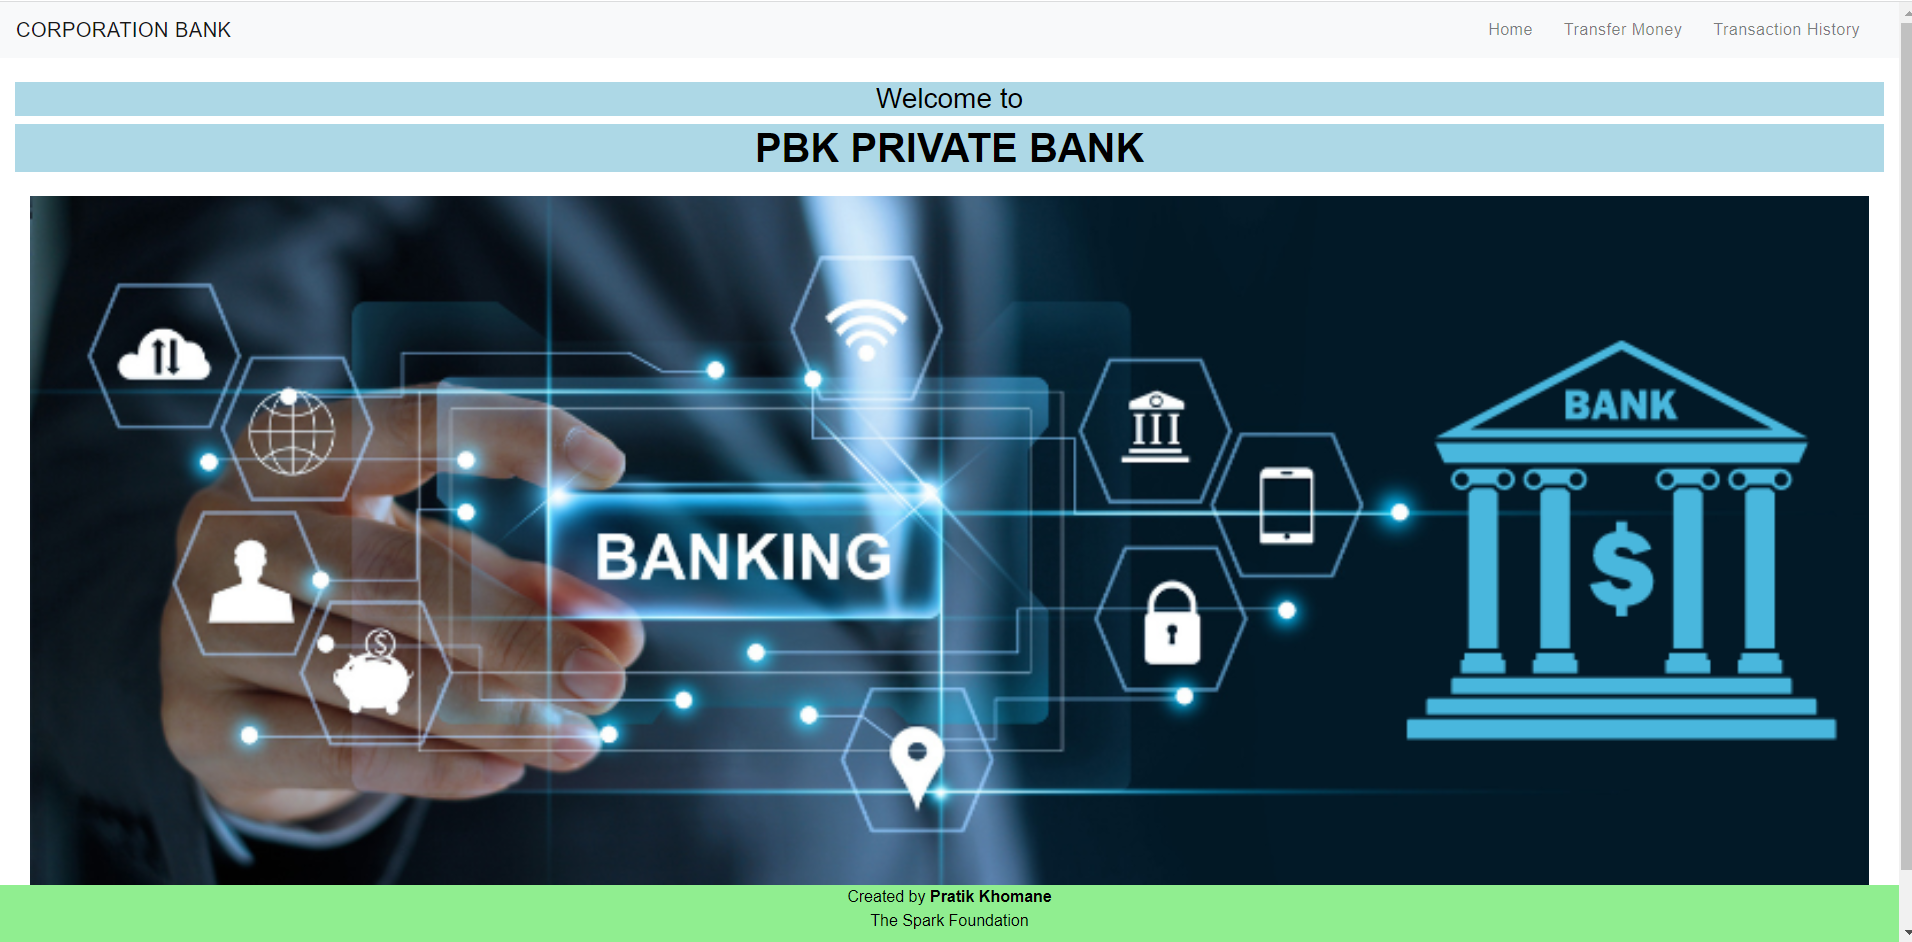 CORPORATION BANK
Home Transfer Money Transaction History
Welcome to
PBK PRIVATE BANK
BANK
BANKING
$
$
Created by Pratik Khomane
The Spark Foundation